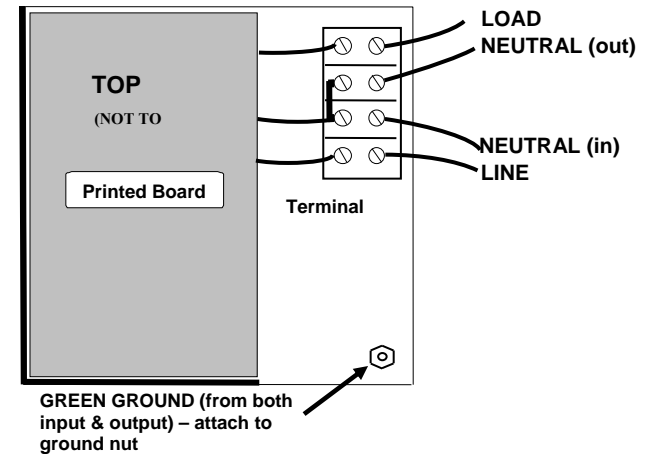 LOAD
NEUTRAL (out)
TOP
(NOT TO
NEUTRAL (in)
LINE
Printed Board
Terminal
GREEN GROUND (from both
input & output) – attach to
ground nut